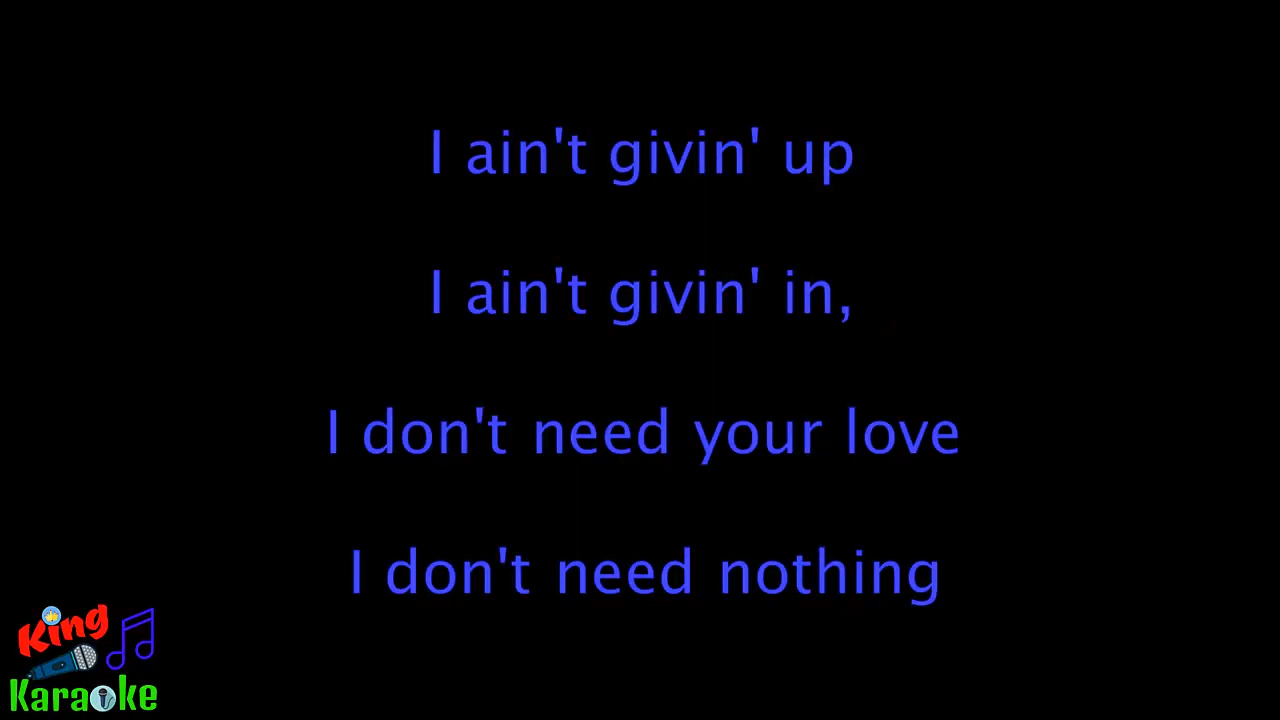 I ain't givin' up
I ain't givin' in,
I don't need your love
I don't need nothing
King
Karaoke